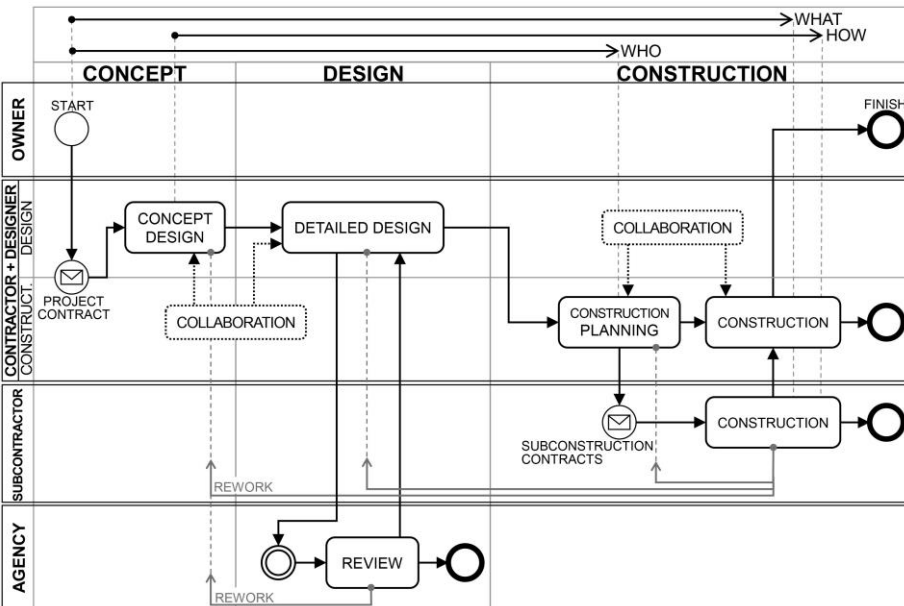 WHAT
HOW
WHO
CONCEPT
DESIGN
CONSTRUCTION
OWNER
START
FINISH
CONTRACTOR + DESIGNER
DESIGN
CONSTRUCT.
CONCEPT
DESIGN
DETAILED DESIGN
COLLABORATION
PROJECT
CONTRACT
COLLABORATION
CONSTRUCTION
PLANNING
CONSTRUCTION
SUBCONTRACTOR
SUBCONSTRUCTION
CONTRACTS
CONSTRUCTION
REWORK
AGENCY
REVIEW
REWORK